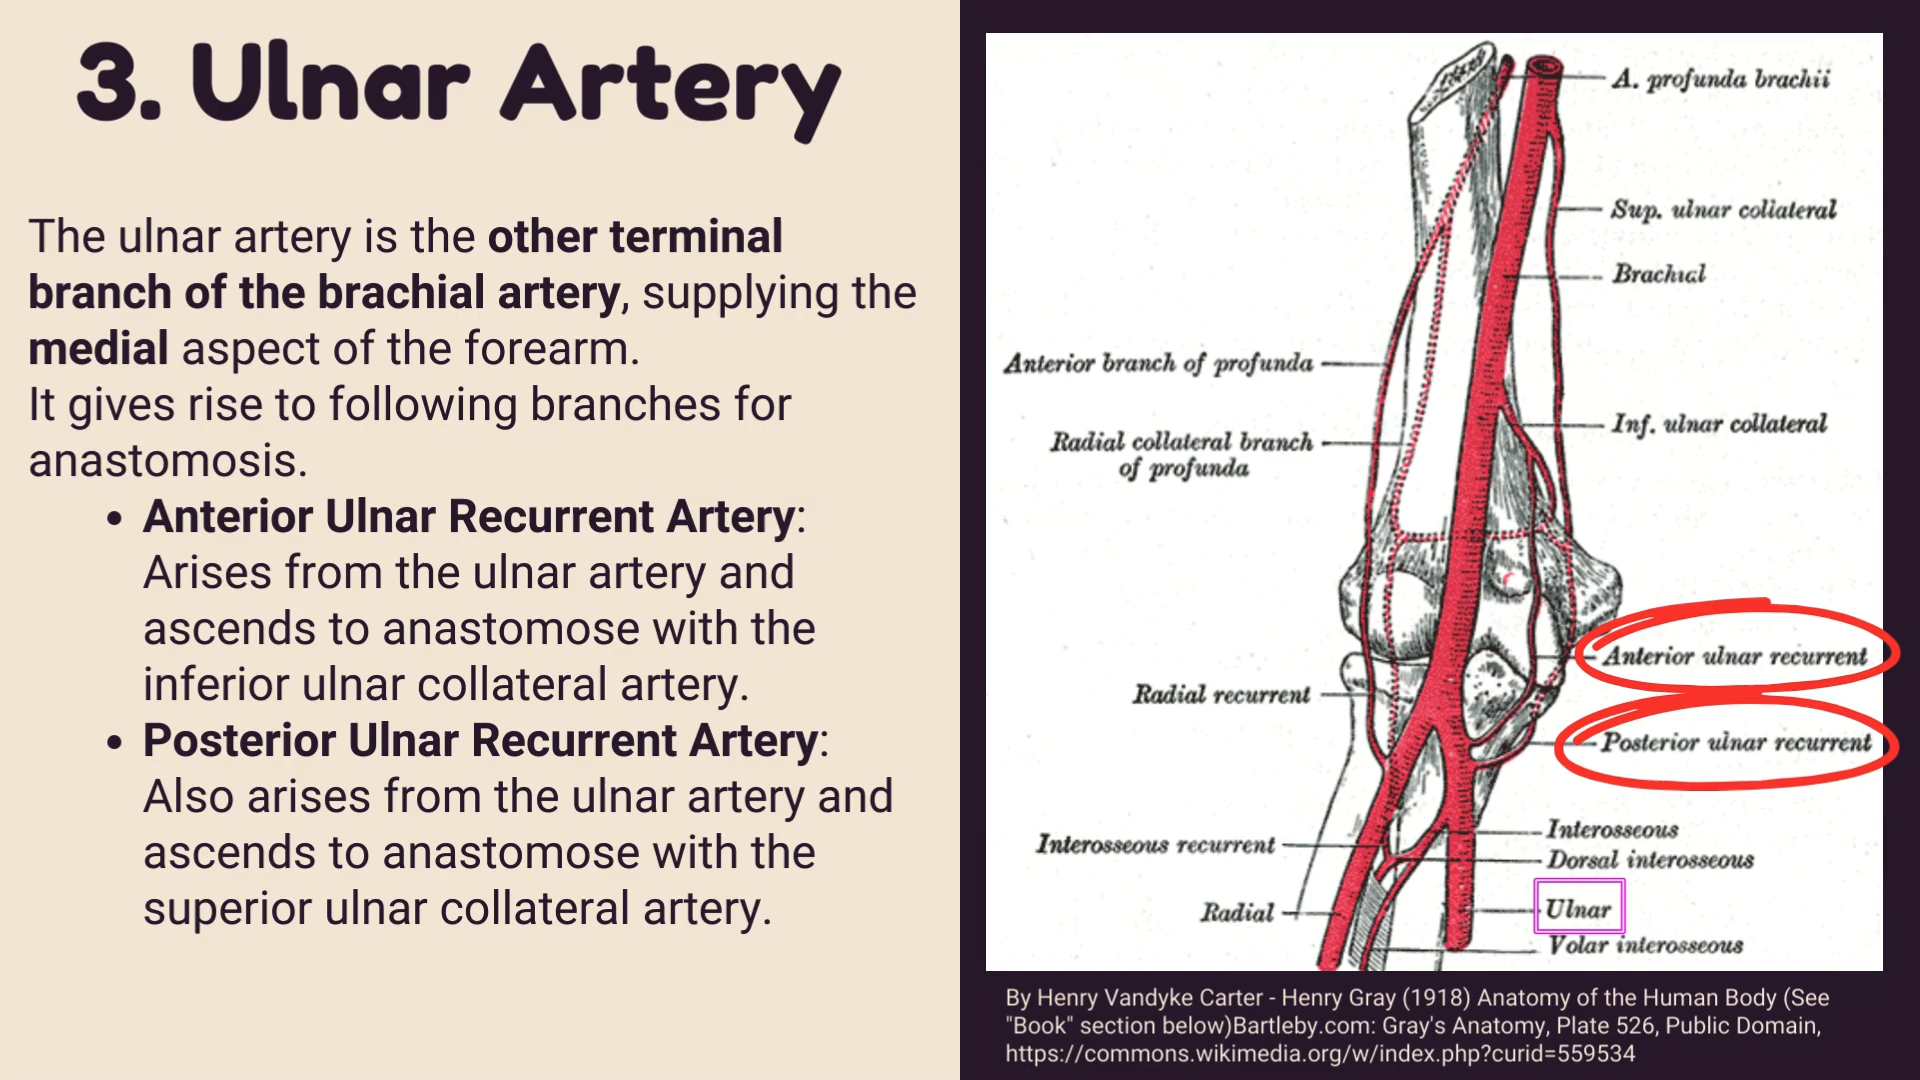 3. Ulnar Artery
The ulnar artery is the other terminal
branch of the brachial artery, supplying the
medial aspect of the forearm.
It gives rise to following branches for
anastomosis.
• Anterior Ulnar Recurrent Artery:
Arises from the ulnar artery and
ascends to anastomose with the
inferior ulnar collateral artery.
• Posterior Ulnar Recurrent Artery:
Also arises from the ulnar artery and
ascends to anastomose with the
superior ulnar collateral artery.
A. profunda brachii
Sup. ulnar collateral
Brachial
Anterior branch of profunda
Inf. ulnar collateral
Radial collateral branch
of profunda
Anterior ulnar recurrent
Radial recurrent
Posterior ulnar recurrent
Interosseous
Interosseous recurrent
Dorsal interosseous
Ulnar
Radial
Volar interosseous
By Henry Vandyke Carter - Henry Gray (1918) Anatomy of the Human Body (See
"Book" section below)Bartleby.com: Gray's Anatomy, Plate 526, Public Domain,
https://commons.wikimedia.org/w/index.php?curid=559534